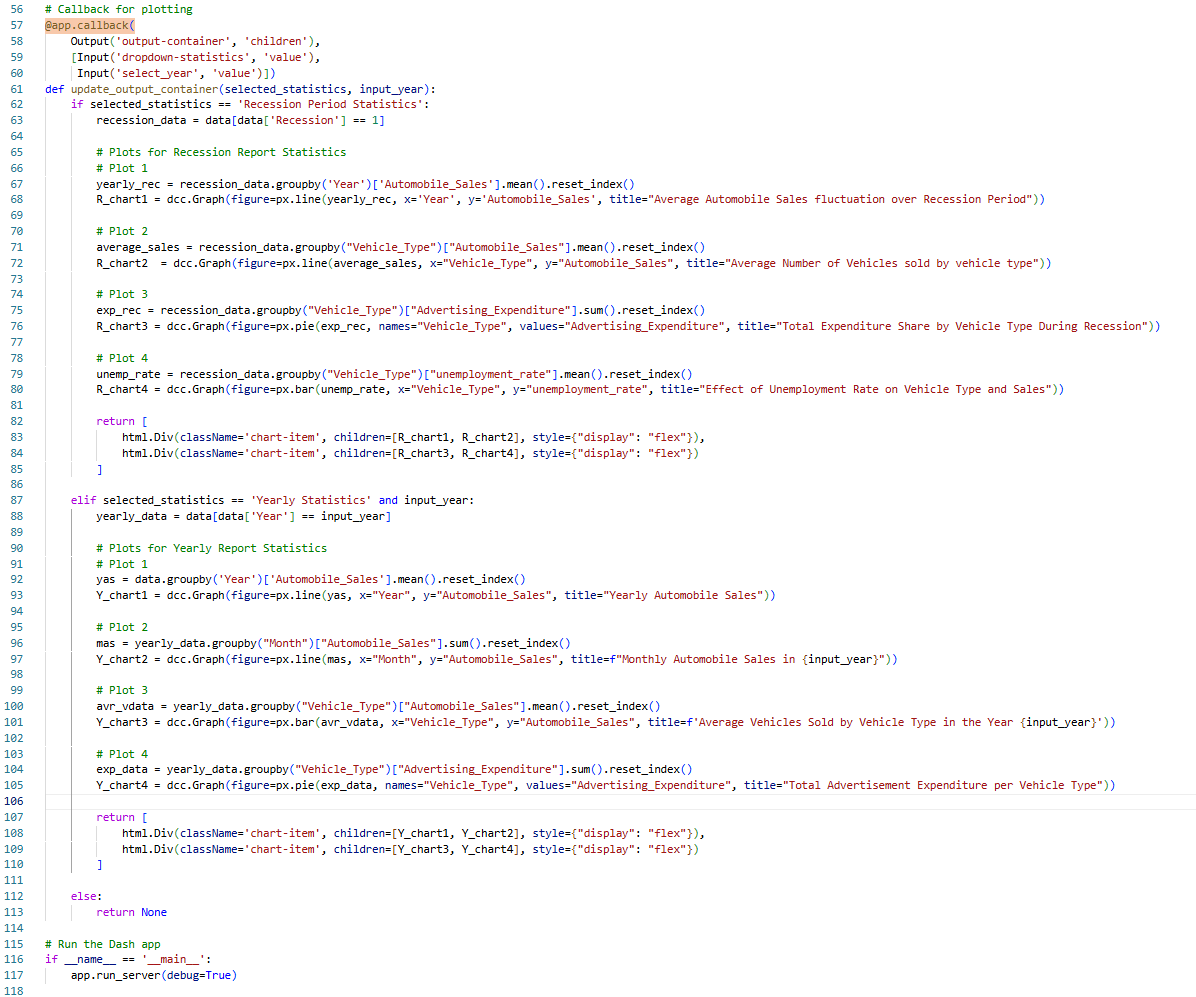 56 # Callback for plotting
57 @app.callback(
58     Output('output-container', 'children'),
59     [Input('dropdown-statistics', 'value'),
60      Input('select_year', 'value')])
61 def update_output_container(selected_statistics, input_year):
62     if selected_statistics == 'Recession Period Statistics':
63         recession_data = data[data['Recession'] == 1]
64
65         # Plots for Recession Report Statistics
66         # Plot 1
67         yearly_rec = recession_data.groupby('Year')['Automobile_Sales'].mean().reset_index()
68         R_chart1 = dcc.Graph(figure=px.line(yearly_rec, x='Year', y='Automobile_Sales', title="Average Automobile Sales fluctuation over Recession Period"))
69
70         # Plot 2
71         average_sales = recession_data.groupby("Vehicle_Type")["Automobile_Sales"].mean().reset_index()
72         R_chart2  = dcc.Graph(figure=px.line(average_sales, x="Vehicle_Type", y="Automobile_Sales", title="Average Number of Vehicles sold by vehicle type"))
73
74         # Plot 3
75         exp_rec = recession_data.groupby("Vehicle_Type")["Advertising_Expenditure"].sum().reset_index()
76         R_chart3 = dcc.Graph(figure=px.pie(exp_rec, names="Vehicle_Type", values="Advertising_Expenditure", title="Total Expenditure Share by Vehicle Type During Recession"))
77
78         # Plot 4
79         unemp_rate = recession_data.groupby("Vehicle_Type")["unemployment_rate"].mean().reset_index()
80         R_chart4 = dcc.Graph(figure=px.bar(unemp_rate, x="Vehicle_Type", y="unemployment_rate", title="Effect of Unemployment Rate on Vehicle Type and Sales"))
81
82         return [
83             html.Div(className='chart-item', children=[R_chart1, R_chart2], style={"display": "flex"}),
84             html.Div(className='chart-item', children=[R_chart3, R_chart4], style={"display": "flex"})
85         ]
86
87     elif selected_statistics == 'Yearly Statistics' and input_year:
88         yearly_data = data[data['Year'] == input_year]
89
90         # Plots for Yearly Report Statistics
91         # Plot 1
92         yas = data.groupby('Year')['Automobile_Sales'].mean().reset_index()
93         Y_chart1 = dcc.Graph(figure=px.line(yas, x="Year", y="Automobile_Sales", title="Yearly Automobile Sales"))
94
95         # Plot 2
96         mas = yearly_data.groupby("Month")["Automobile_Sales"].sum().reset_index()
97         Y_chart2 = dcc.Graph(figure=px.line(mas, x="Month", y="Automobile_Sales", title=f"Monthly Automobile Sales in {input_year}"))
98
99         # Plot 3
100         avr_vdata = yearly_data.groupby("Vehicle_Type")["Automobile_Sales"].mean().reset_index()
101         Y_chart3 = dcc.Graph(figure=px.bar(avr_vdata, x="Vehicle_Type", y="Automobile_Sales", title=f'Average Vehicles Sold by Vehicle Type in the Year {input_year}'))
102
103         # Plot 4
104         exp_data = yearly_data.groupby("Vehicle_Type")["Advertising_Expenditure"].sum().reset_index()
105         Y_chart4 = dcc.Graph(figure=px.pie(exp_data, names="Vehicle_Type", values="Advertising_Expenditure", title="Total Advertisement Expenditure per Vehicle Type"))
106
107         return [
108             html.Div(className='chart-item', children=[Y_chart1, Y_chart2], style={"display": "flex"}),
109             html.Div(className='chart-item', children=[Y_chart3, Y_chart4], style={"display": "flex"})
110         ]
111
112     else:
113         return None
114
115 # Run the Dash app
116 if __name__ == '__main__':
117     app.run_server(debug=True)
118